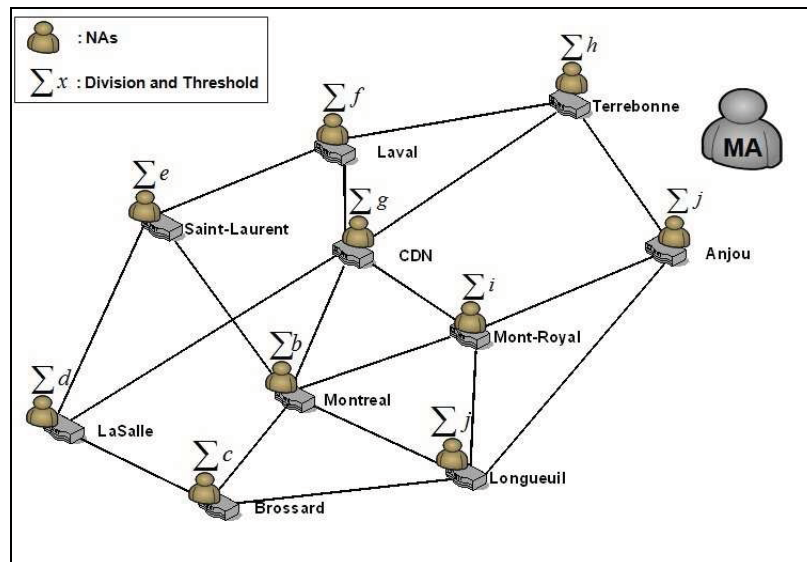 : NAs
∑ x : Division and Threshold
∑ h
Terrebonne
∑ f
Laval
MA
∑ e
Saint-Laurent
∑ g
CDN
∑ j
Anjou
∑ i
Mont-Royal
∑ b
Montreal
∑ d
LaSalle
∑ j
Longueuil
∑ c
Brossard